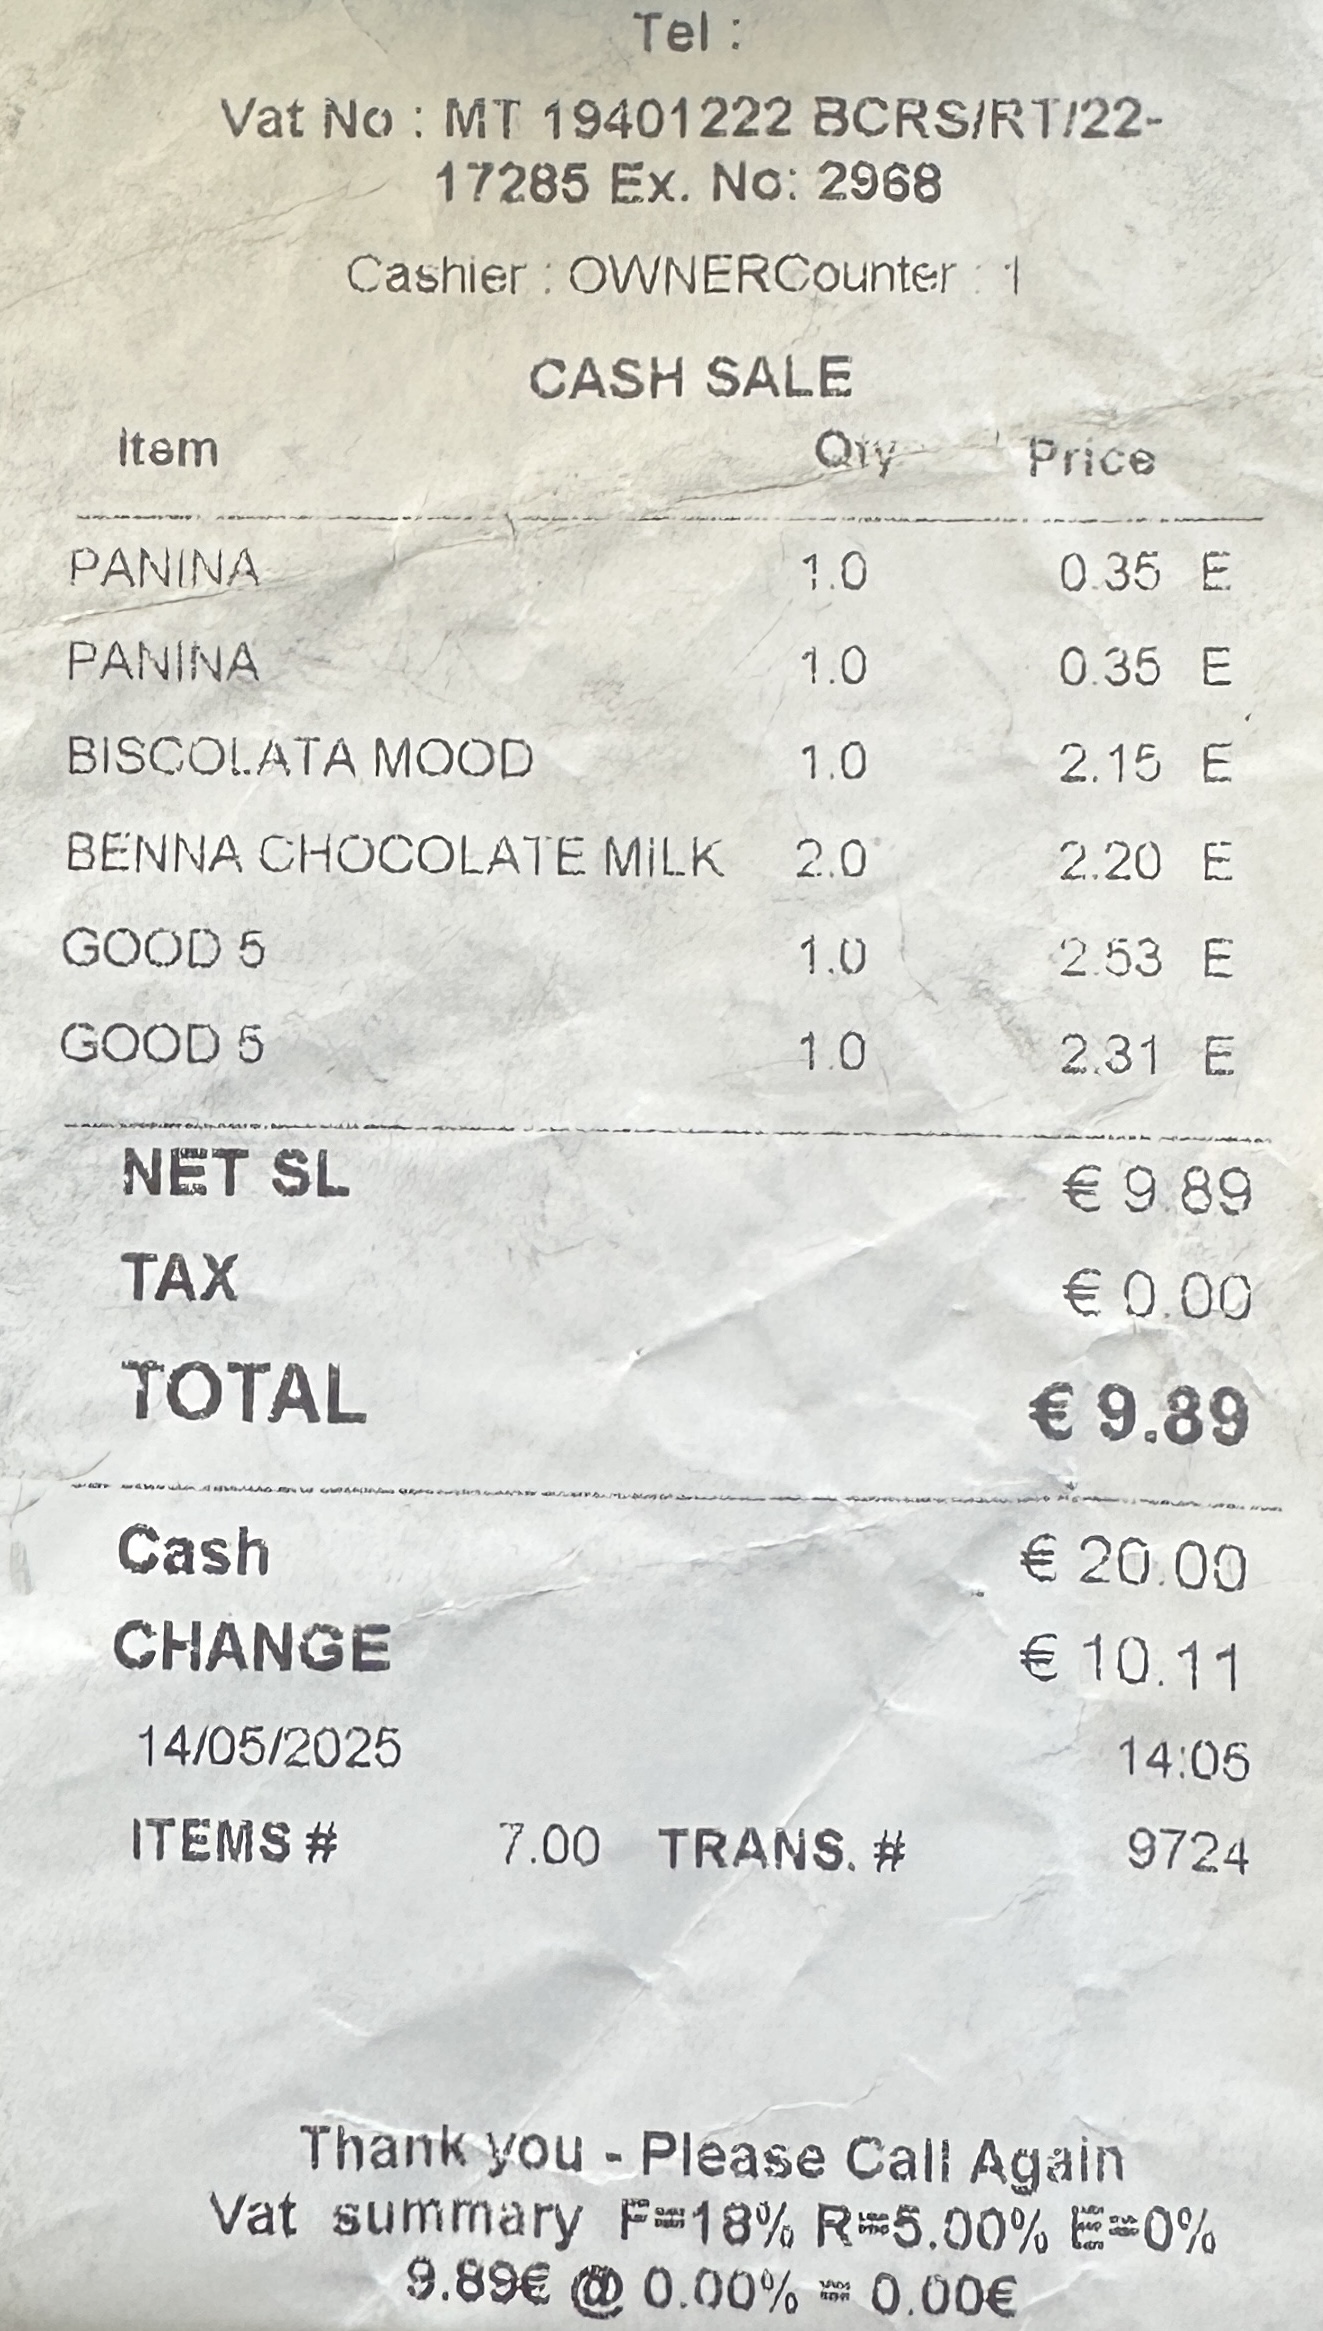 Tel :
Vat No : MT 19401222 BCRS/RT/22-
17285 Ex. No: 2968
Cashier : OWNERCounter : 1
CASH SALE
Item Qty Price
PANINA 1.0 0.35 E
PANINA 1.0 0.35 E
BISCOLATA MOOD 1.0 2.15 E
BENNA CHOCOLATE MILK 2.0 2.20 E
GOOD 5 1.0 2.53 E
GOOD 5 1.0 2.31 E
NET SL € 9.89
TAX € 0.00
TOTAL € 9.89
Cash € 20.00
CHANGE € 10.11
14/05/2025 14:05
ITEMS # 7.00 TRANS. # 9724
Thank you - Please Call Again
Vat summary F=18% R=5.00% E=0%
9.89€ @ 0.00% = 0.00€